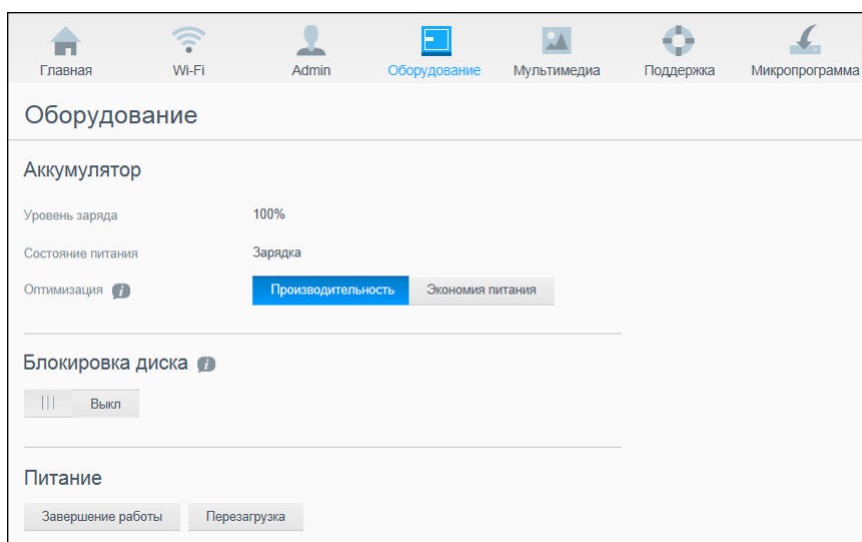 Главная Wi-Fi Admin Оборудование Мультимедиа Поддержка Микропрограмма
Оборудование
Аккумулятор
Уровень заряда 100%
Состояние питания Зарядка
Оптимизация i Производительность Экономия питания
Блокировка диска i
Выкл
Питание
Завершение работы Перезагрузка